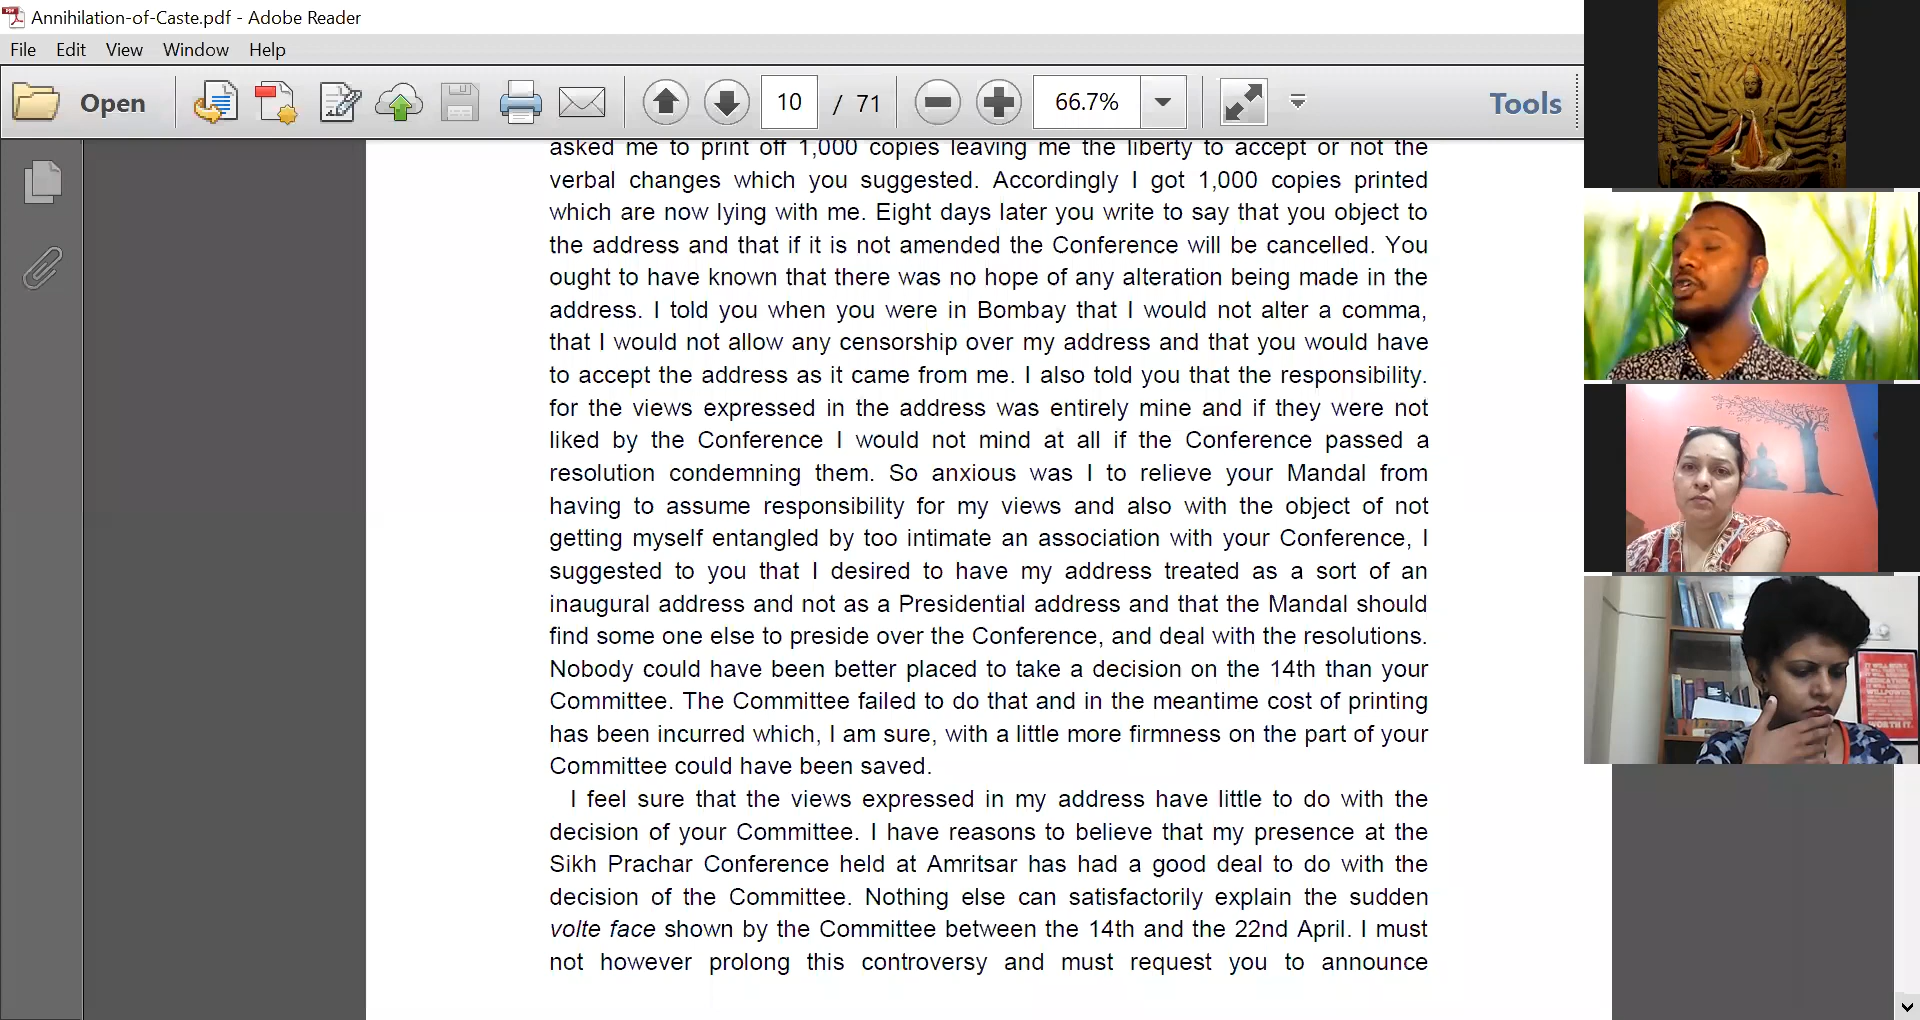 Annihilation-of-Caste.pdf - Adobe Reader
File Edit View Window Help
Open 10 / 71 66.7% Tools
asked me to print off 1,000 copies leaving me the liberty to accept or not the
verbal changes which you suggested. Accordingly I got 1,000 copies printed
which are now lying with me. Eight days later you write to say that you object to
the address and that if it is not amended the Conference will be cancelled. You
ought to have known that there was no hope of any alteration being made in the
address. I told you when you were in Bombay that I would not alter a comma,
that I would not allow any censorship over my address and that you would have
to accept the address as it came from me. I also told you that the responsibility.
for the views expressed in the address was entirely mine and if they were not
liked by the Conference I would not mind at all if the Conference passed a
resolution condemning them. So anxious was I to relieve your Mandal from
having to assume responsibility for my views and also with the object of not
getting myself entangled by too intimate an association with your Conference, I
suggested to you that I desired to have my address treated as a sort of an
inaugural address and not as a Presidential address and that the Mandal should
find some one else to preside over the Conference, and deal with the resolutions.
Nobody could have been better placed to take a decision on the 14th than your
Committee. The Committee failed to do that and in the meantime cost of printing
has been incurred which, I am sure, with a little more firmness on the part of your
Committee could have been saved.
I feel sure that the views expressed in my address have little to do with the
decision of your Committee. I have reasons to believe that my presence at the
Sikh Prachar Conference held at Amritsar has had a good deal to do with the
decision of the Committee. Nothing else can satisfactorily explain the sudden
volte face shown by the Committee between the 14th and the 22nd April. I must
not however prolong this controversy and must request you to announce
WILLPOWER
WORTH IT.